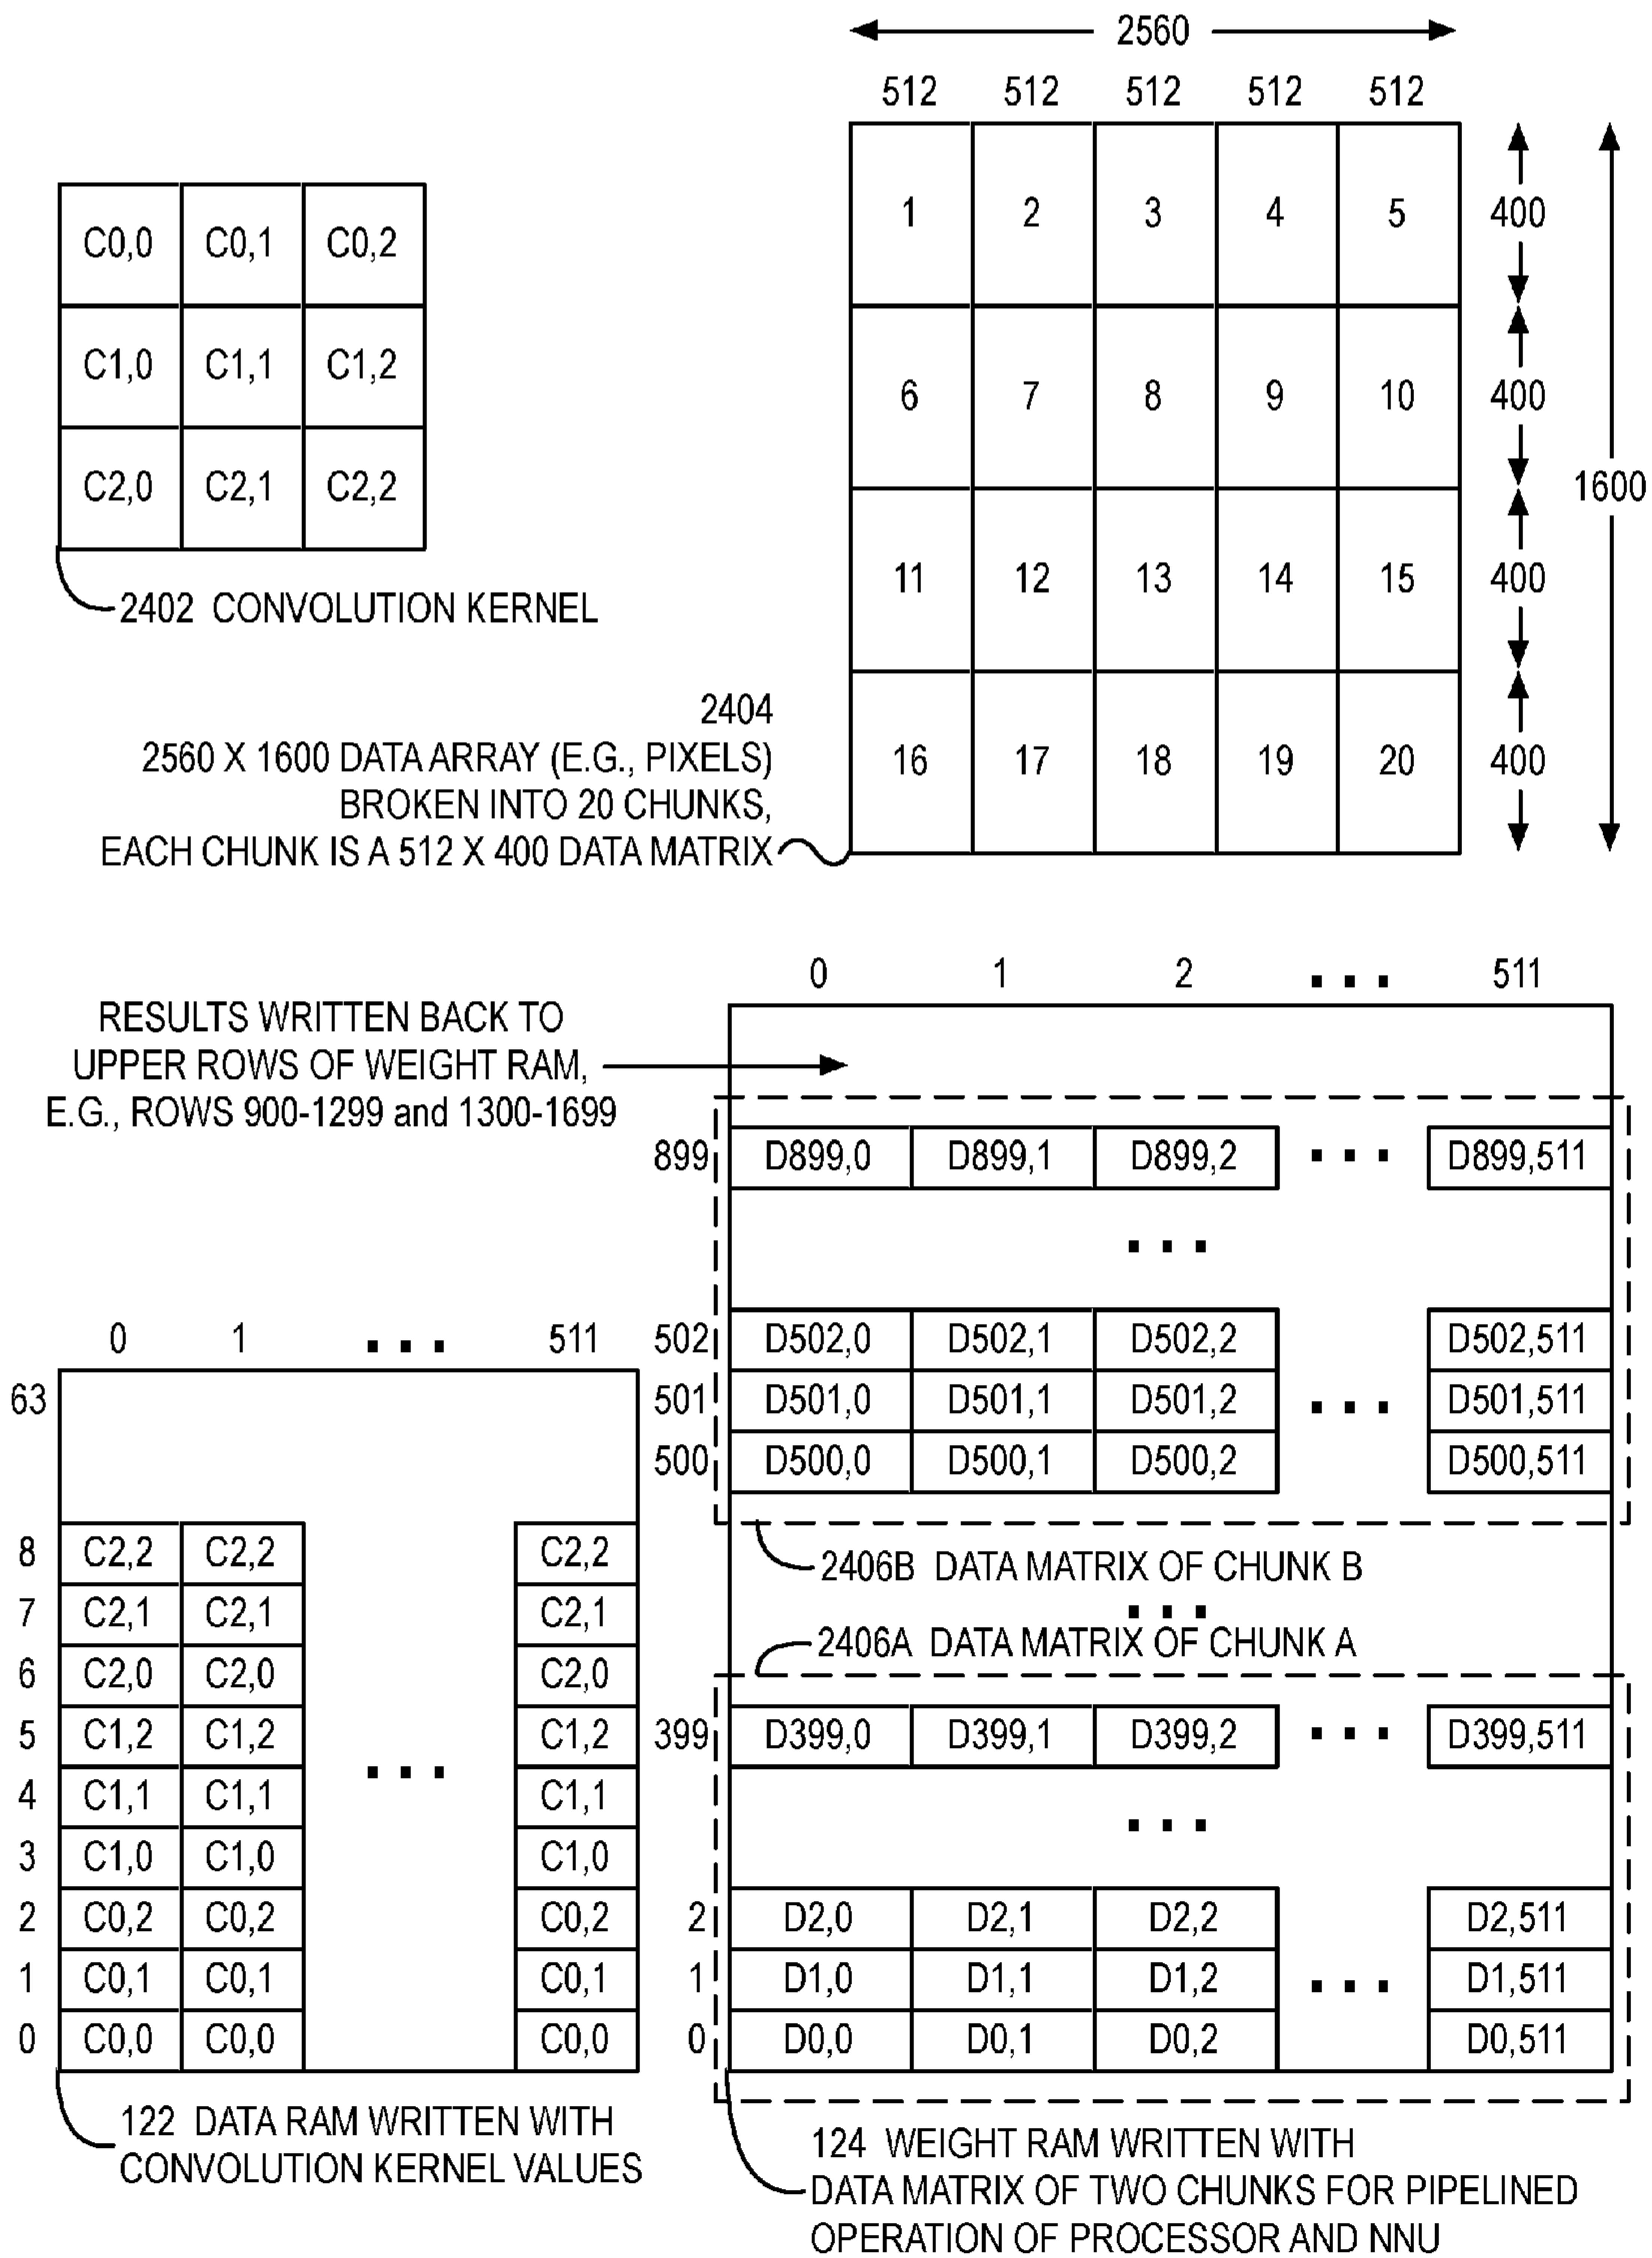 2560
512 512 512 512 512
1 2 3 4 5 400
6 7 8 9 10 400
11 12 13 14 15 400
16 17 18 19 20 400
1600
C0,0 C0,1 C0,2
C1,0 C1,1 C1,2
C2,0 C2,1 C2,2
2402 CONVOLUTION KERNEL
2404
2560 X 1600 DATA ARRAY (E.G., PIXELS)
BROKEN INTO 20 CHUNKS,
EACH CHUNK IS A 512 X 400 DATA MATRIX
0 1 2 ... 511
RESULTS WRITTEN BACK TO
UPPER ROWS OF WEIGHT RAM,
E.G., ROWS 900-1299 and 1300-1699
899 D899,0 D899,1 D899,2 ... D899,511
...
502 D502,0 D502,1 D502,2 D502,511
501 D501,0 D501,1 D501,2 ... D501,511
500 D500,0 D500,1 D500,2 D500,511
2406B DATA MATRIX OF CHUNK B
...
2406A DATA MATRIX OF CHUNK A
399 D399,0 D399,1 D399,2 ... D399,511
...
2 D2,0 D2,1 D2,2 D2,511
1 D1,0 D1,1 D1,2 ... D1,511
0 D0,0 D0,1 D0,2 D0,511
124 WEIGHT RAM WRITTEN WITH
DATA MATRIX OF TWO CHUNKS FOR PIPELINED
OPERATION OF PROCESSOR AND NNU
0 1 ... 511
63
8 C2,2 C2,2 C2,2
7 C2,1 C2,1 C2,1
6 C2,0 C2,0 C2,0
5 C1,2 C1,2 C1,2
...
4 C1,1 C1,1 C1,1
3 C1,0 C1,0 C1,0
2 C0,2 C0,2 C0,2
1 C0,1 C0,1 C0,1
0 C0,0 C0,0 C0,0
122 DATA RAM WRITTEN WITH
CONVOLUTION KERNEL VALUES